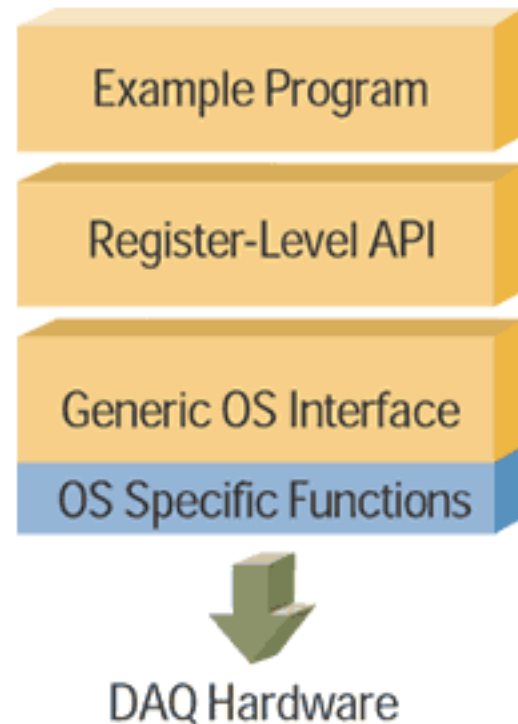 Example Program
Register-Level API
Generic OS Interface
OS Specific Functions
DAQ Hardware